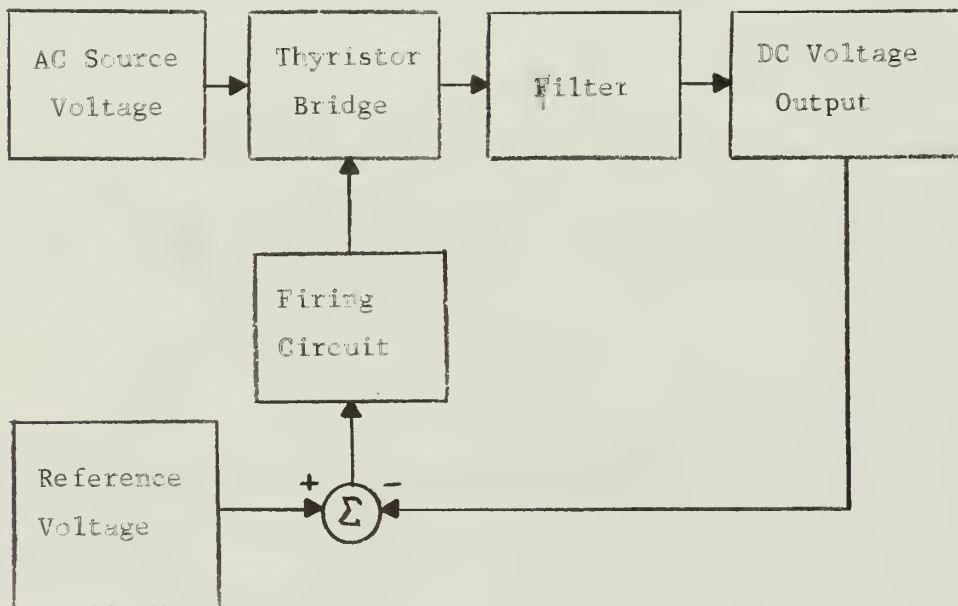 AC Source
Voltage
Thyristor
Bridge
Filter
DC Voltage
Output
Firing
Circuit
Reference
Voltage
+
-
Σ